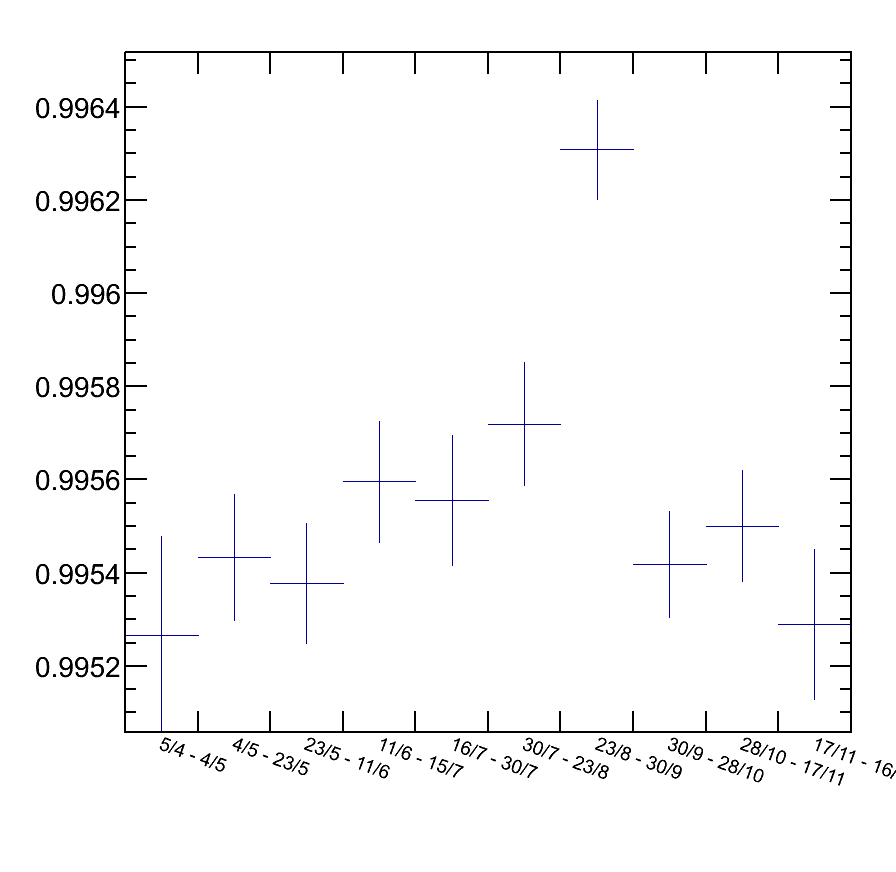 0.9964
0.9962
0.996
0.9958
0.9956
0.9954
0.9952
5/4 - 4/5
4/5 - 23/5
23/5 - 11/6
11/6 - 15/7
16/7 - 30/7
30/7 - 23/8
23/8 - 30/9
30/9 - 28/10
28/10 - 17/11
17/11 - 16/